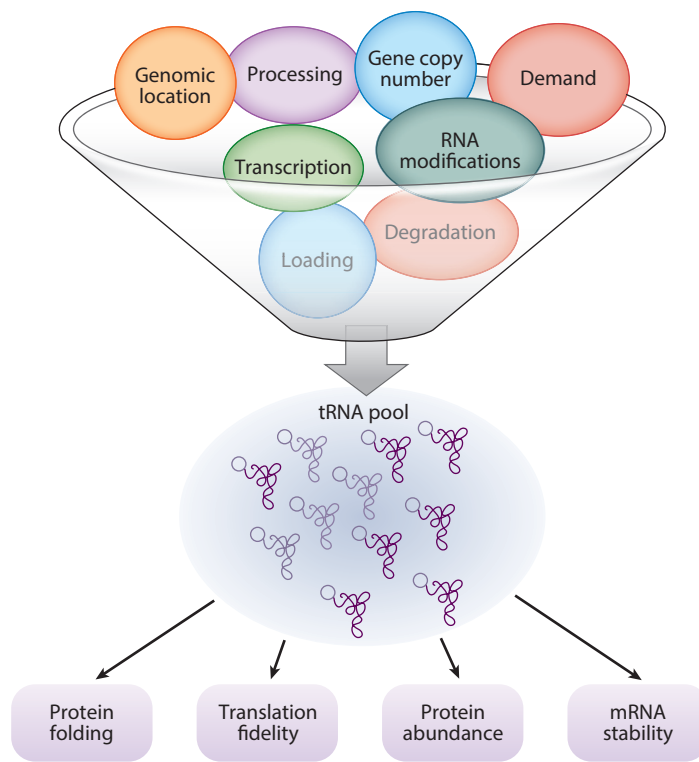 Genomic
location
Processing
Gene copy
number
Demand
Transcription
RNA
modifications
Loading
Degradation
tRNA pool
Protein
folding
Translation
fidelity
Protein
abundance
mRNA
stability